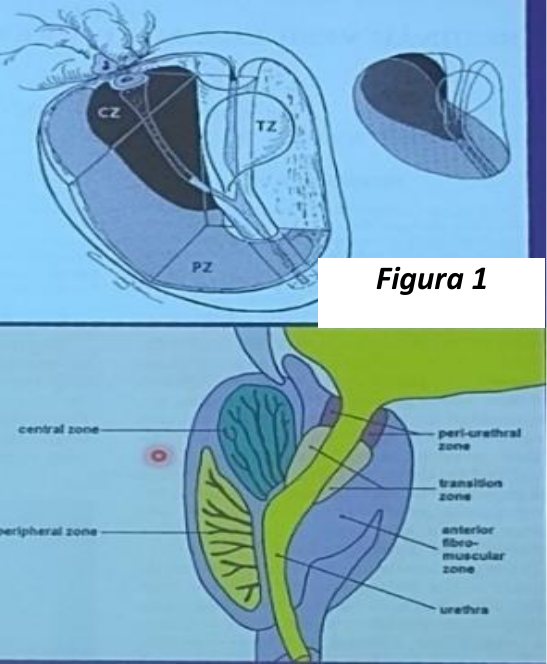 CZ
TZ
PZ
Figura 1
central zone
peripheral zone
peri-urethral
zone
transition
zone
anterior
fibro-
muscular
zone
urethra